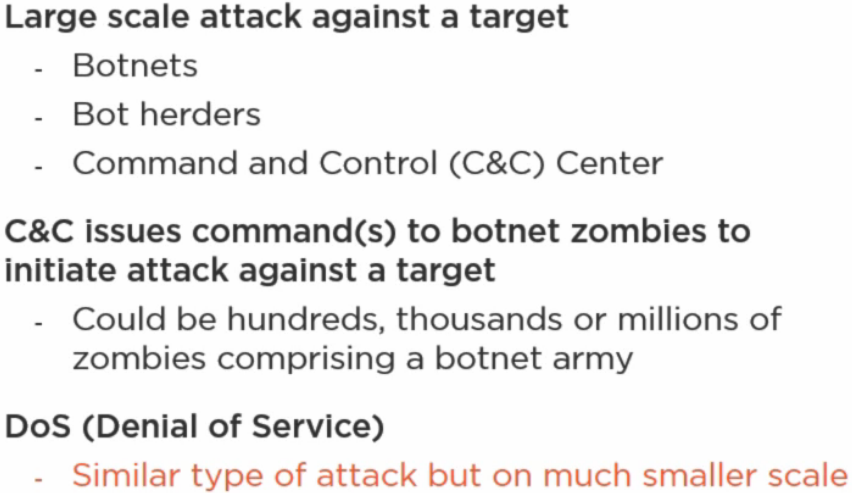 Large scale attack against a target
- Botnets
- Bot herders
- Command and Control (C&C) Center
C&C issues command(s) to botnet zombies to
initiate attack against a target
- Could be hundreds, thousands or millions of
zombies comprising a botnet army
DoS (Denial of Service)
- Similar type of attack but on much smaller scale